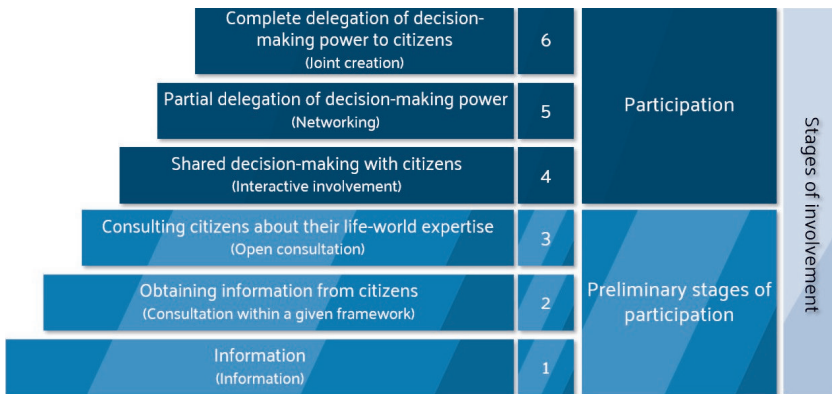 Complete delegation of decision-
making power to citizens
(Joint creation)
6
Partial delegation of decision-making power
(Networking)
5
Participation
Shared decision-making with citizens
(Interactive involvement)
4
Consulting citizens about their life-world expertise
(Open consultation)
3
Obtaining information from citizens
(Consultation within a given framework)
2
Preliminary stages of
participation
Information
(Information)
1
Stages of involvement